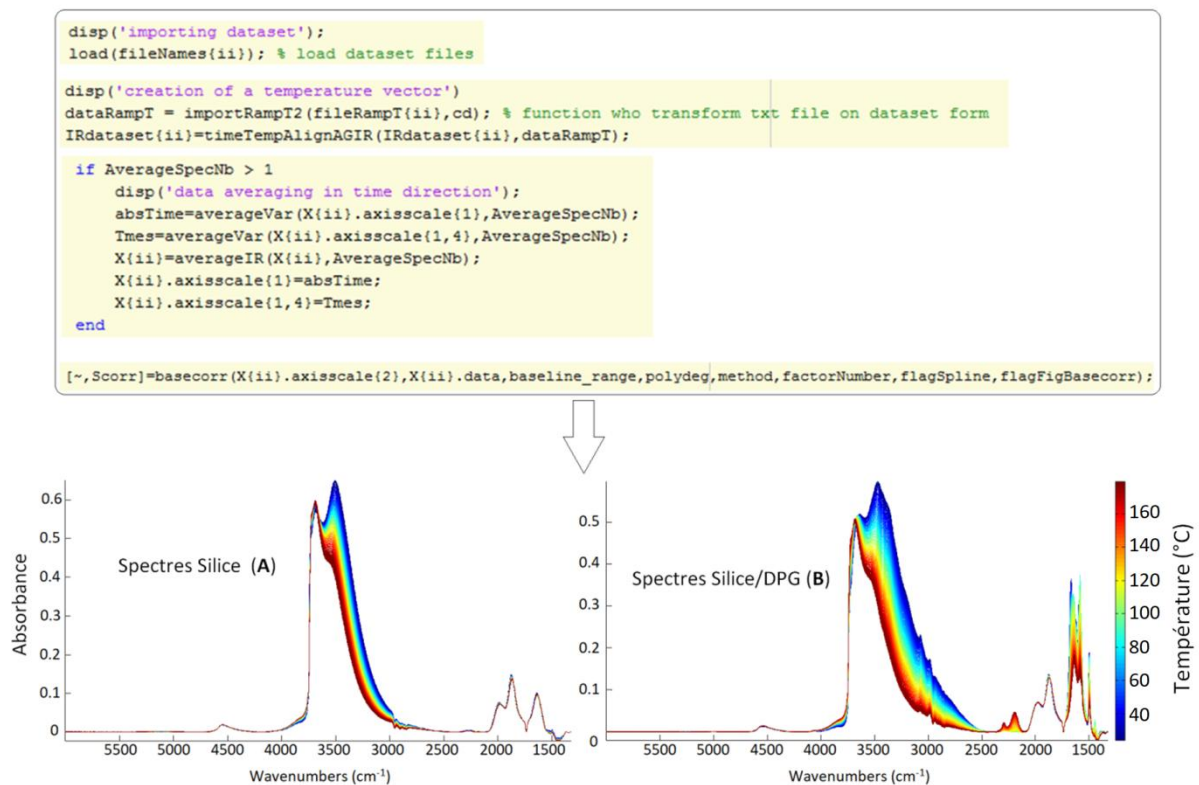 disp('importing dataset');
load(fileNames{ii}); % load dataset files
disp('creation of a temperature vector')
dataRampT = importRampT2(fileRampT{ii},cd); % function who transform txt file on dataset form
IRdataset{ii}=timeTempAlignAGIR(IRdataset{ii},dataRampT);
if AverageSpecNb > 1
disp('data averaging in time direction');
absTime=averageVar(X{ii}.axisscale{1},AverageSpecNb);
Tmes=averageVar(X{ii}.axisscale{1,4},AverageSpecNb);
X{ii}=averageIR(X{ii},AverageSpecNb);
X{ii}.axisscale{1}=absTime;
X{ii}.axisscale{1,4}=Tmes;
end
[~,Scorr]=basecorr(X{ii}.axisscale{2},X{ii}.data,baseline_range,polydeg,method,factorNumber,flagSpline,flagFigBasecorr);
Absorbance
0.6
0.5
0.4
0.3
0.2
0.1
0
Spectres Silice (A)
5500 5000 4500 4000 3500 3000 2500 2000 1500
Wavenumbers (cm-1)
0.5
0.4
0.3
0.2
0.1
0
Spectres Silice/DPG (B)
5500 5000 4500 4000 3500 3000 2500 2000 1500
Wavenumbers (cm-1)
160
140
120
100
80
60
40
Température (°C)